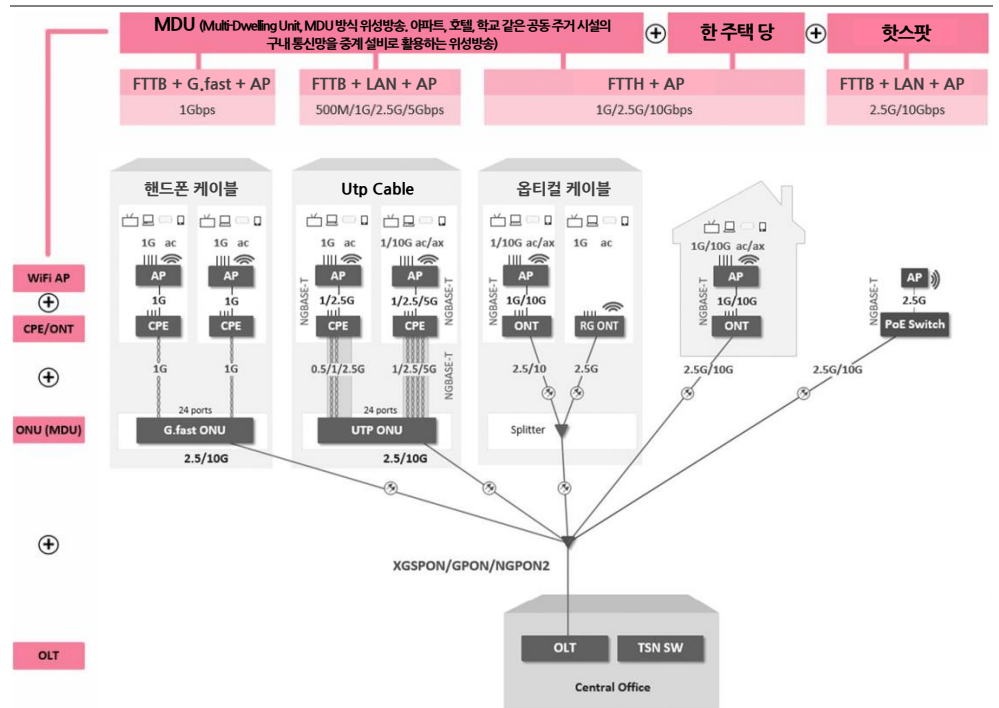 MDU (Multi-Dwelling Unit, MDU 방식 위성방송, 아파트, 호텔, 학교 같은 공동 주거 시설의
구내 통신망을 중계 설비로 활용하는 위성방송)
한 주택 당
핫스팟
FTTB + G.fast + AP
FTTB + LAN + AP
FTTH + AP
FTTB + LAN + AP
1Gbps
500M/1G/2.5G/5Gbps
1G/2.5G/10Gbps
2.5G/10Gbps
핸드폰 케이블
Utp Cable
옵티컬 케이블
1G ac
1G ac
1G ac
1/10G ac/ax
1/10G ac/ax
1G ac
1G/10G ac/ax
WiFi AP
AP
AP
AP
AP
AP
AP
AP
NGBASE-T
NGBASE-T
NGBASE-T
NGBASE-T
1G
1G
1/2.5G
1/2.5/5G
1G/10G
1G/10G
2.5G
CPE/ONT
CPE
CPE
CPE
CPE
ONT
RG ONT
ONT
PoE Switch
1G
1G
0.5/1/2.5G
1/2.5/5G
NGBASE-T
2.5/10
2.5G
2.5G/10G
2.5G/10G
24 ports
24 ports
ONU (MDU)
G.fast ONU
UTP ONU
Splitter
2.5/10G
2.5/10G
XGSPON/GPON/NGPON2
OLT
OLT
TSN SW
Central Office